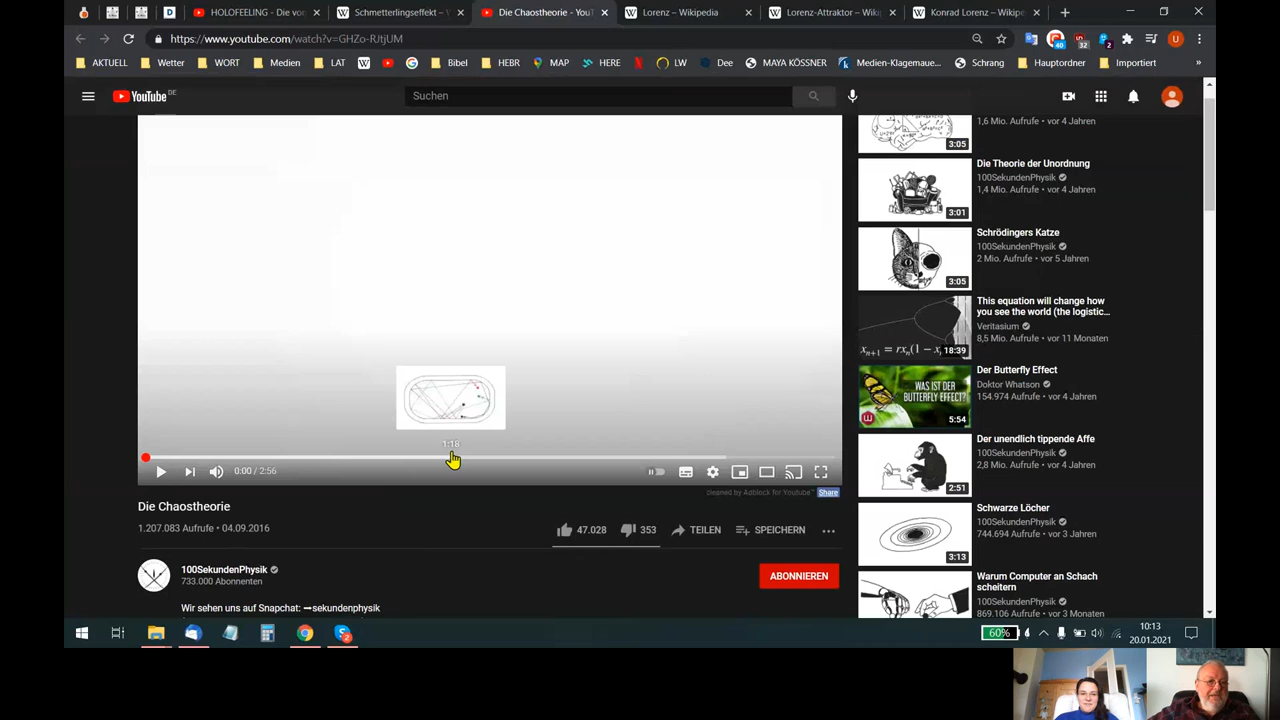 HOLOFEELING - Die vo
Schmetterlingseffekt –
Die Chaostheorie - YouT
Lorenz – Wikipedia
Lorenz-Attraktor – Wikipe
Konrad Lorenz – Wikipe
https://www.youtube.com/watch?v=GHZo-RJtjUM
AKTUELL
Wetter
WORT
Medien
LAT
Bibel
HEBR
MAP
HERE
LW
Dee
MAYA KÖSSNER
Medien-Klagemaue...
Schrang
Hauptordner
Importiert
YouTube DE
Suchen
1,6 Mio. Aufrufe • vor 4 Jahren
3:05
Die Theorie der Unordnung
100SekundenPhysik
1,4 Mio. Aufrufe • vor 4 Jahren
3:01
Schrödingers Katze
100SekundenPhysik
2 Mio. Aufrufe • vor 5 Jahren
3:05
This equation will change how
you see the world (the logistic...
Veritasium
8,5 Mio. Aufrufe • vor 11 Monaten
18:39
Der Butterfly Effect
Doktor Whatson
154.974 Aufrufe • vor 4 Jahren
WAS IST DER
BUTTERFLY EFFECT?
5:54
Der unendlich tippende Affe
100SekundenPhysik
2,8 Mio. Aufrufe • vor 4 Jahren
2:51
Schwarze Löcher
100SekundenPhysik
744.694 Aufrufe • vor 3 Jahren
3:13
Warum Computer an Schach
scheitern
100SekundenPhysik
869.106 Aufrufe • vor 3 Monaten
1:18
0:00 / 2:56
cleaned by Adblock for Youtube™ Share
Die Chaostheorie
1.207.083 Aufrufe • 04.09.2016
47.028
353
TEILEN
SPEICHERN
100SekundenPhysik
733.000 Abonnenten
ABONNIEREN
Wir sehen uns auf Snapchat: ➞sekundenphysik
60%
10:13
20.01.2021